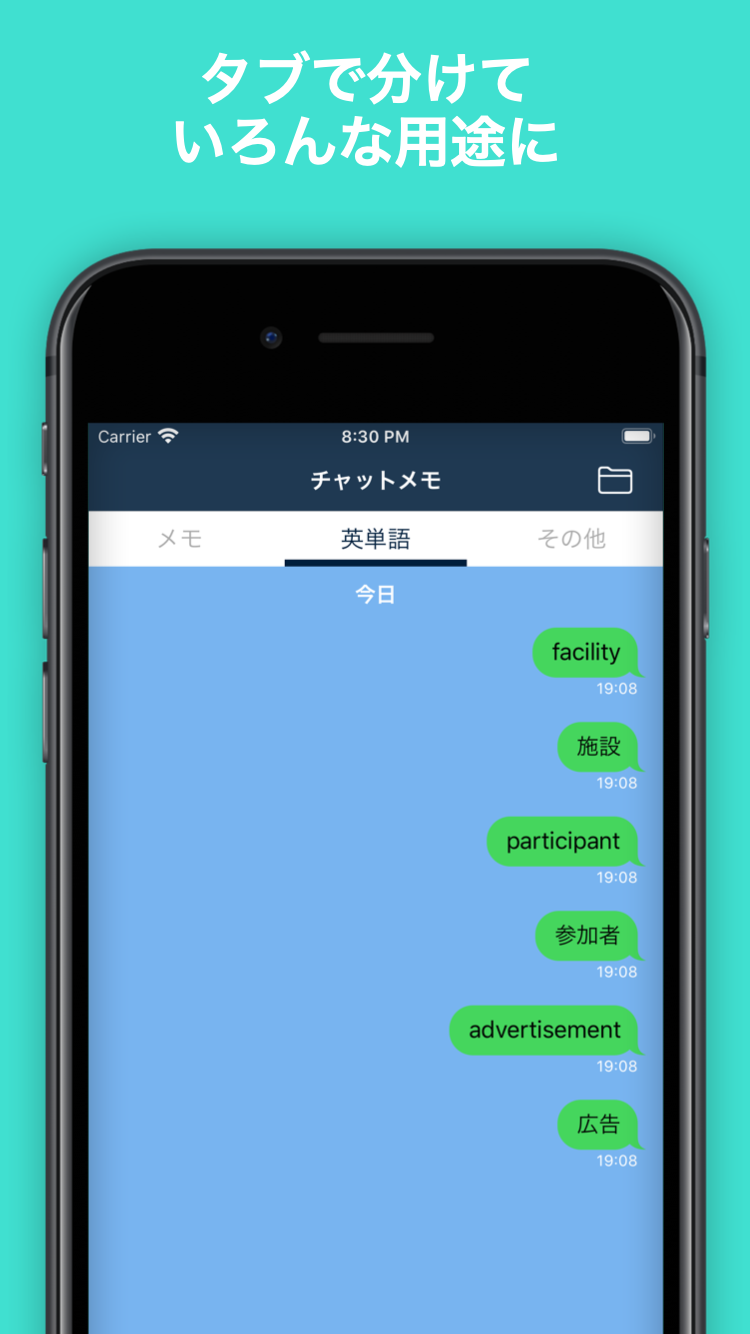 タブで分けて
いろんな用途に
Carrier 8:30 PM
チャットメモ
メモ 英単語 その他
今日
facility
19:08
施設
19:08
participant
19:08
参加者
19:08
advertisement
19:08
広告
19:08